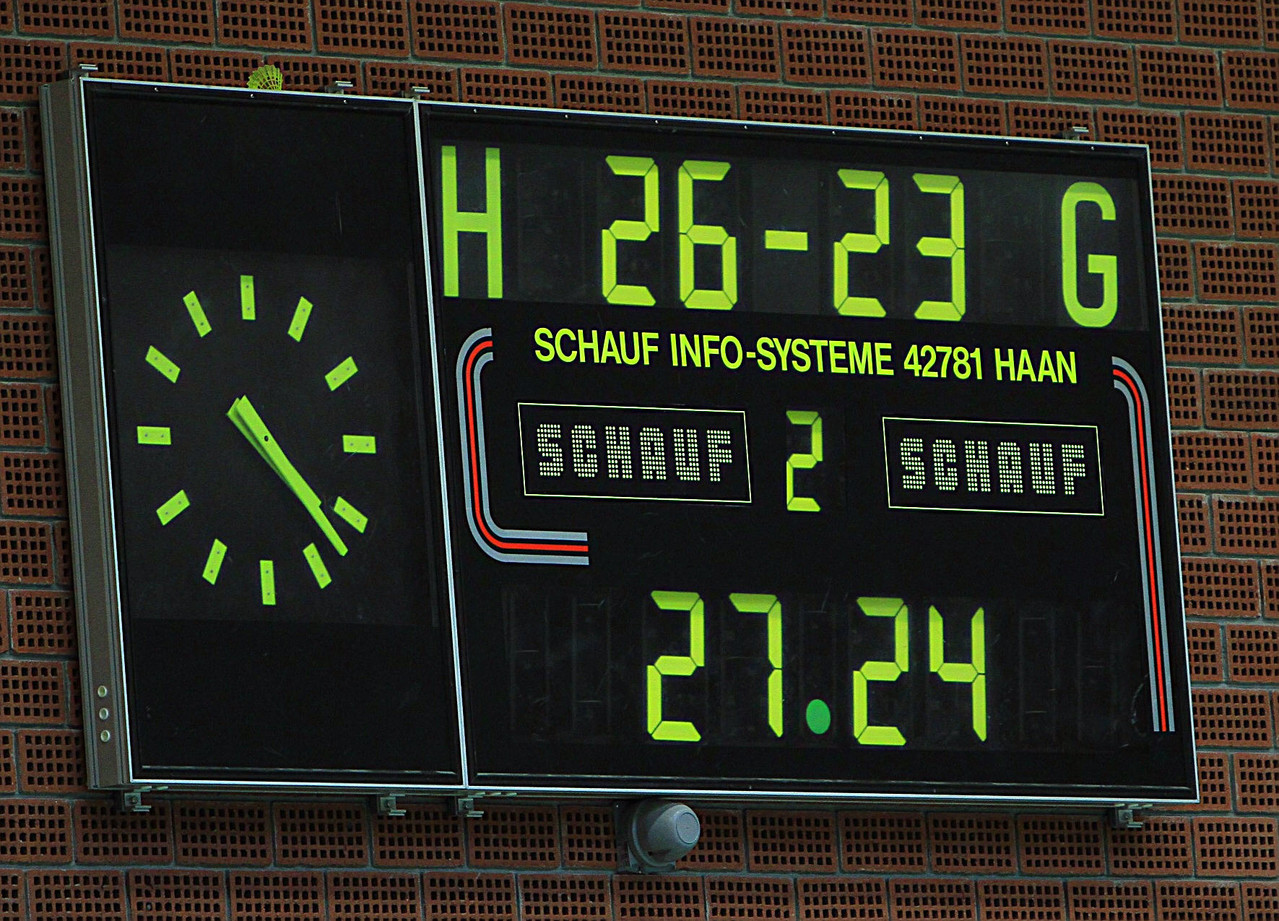 H 26-23 G
SCHAUF INFO-SYSTEME 42781 HAAN
SCHAUF 2 SCHAUF
27.24